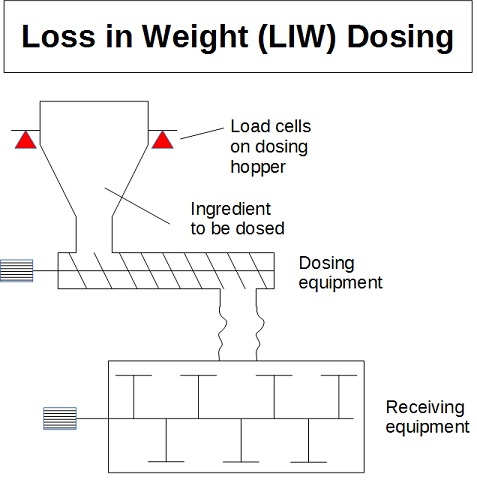 Loss in Weight (LIW) Dosing
Load cells
on dosing
hopper
Ingredient
to be dosed
Dosing
equipment
Receiving
equipment